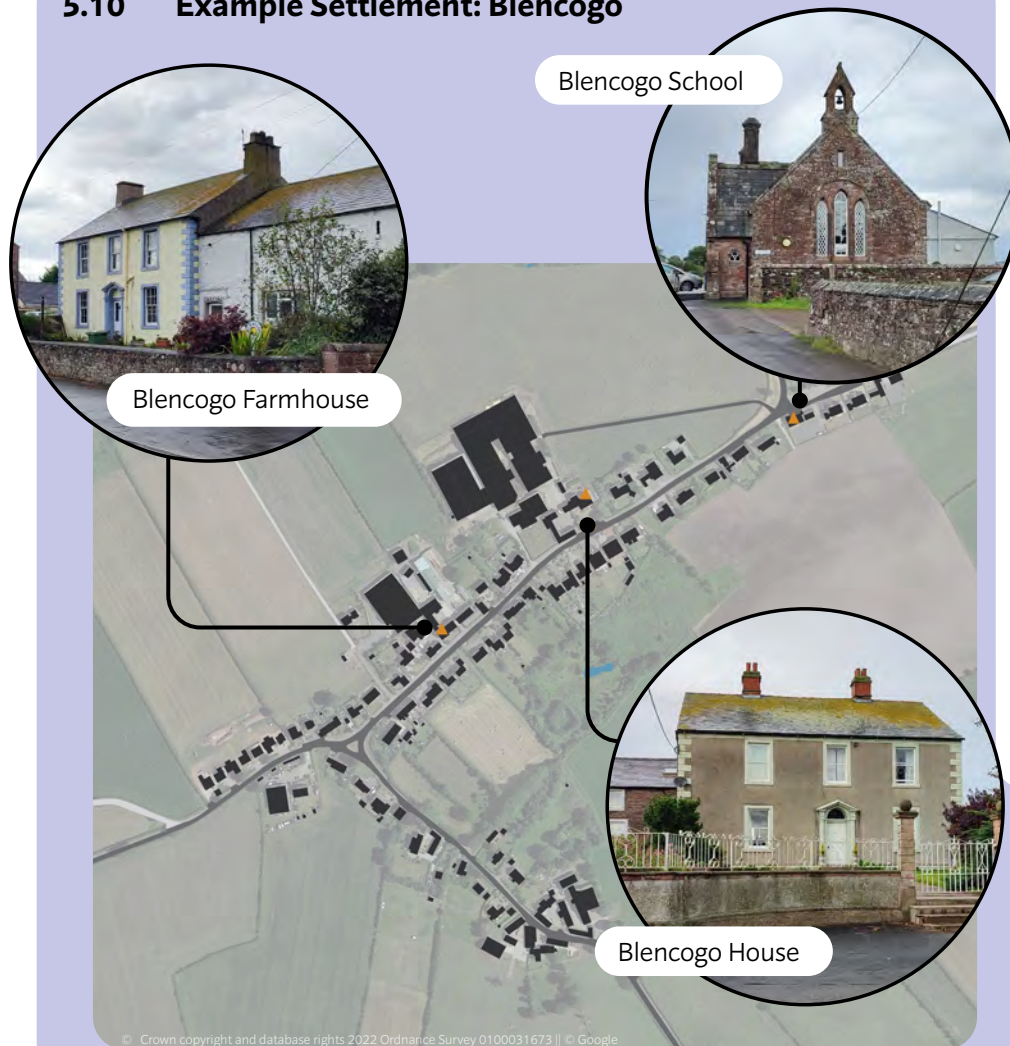 5.10 Example Settlement: Blencogo
Blencogo School
Blencogo Farmhouse
Blencogo House
© Crown copyright and database rights 2022 Ordnance Survey 0100031673 || © Google